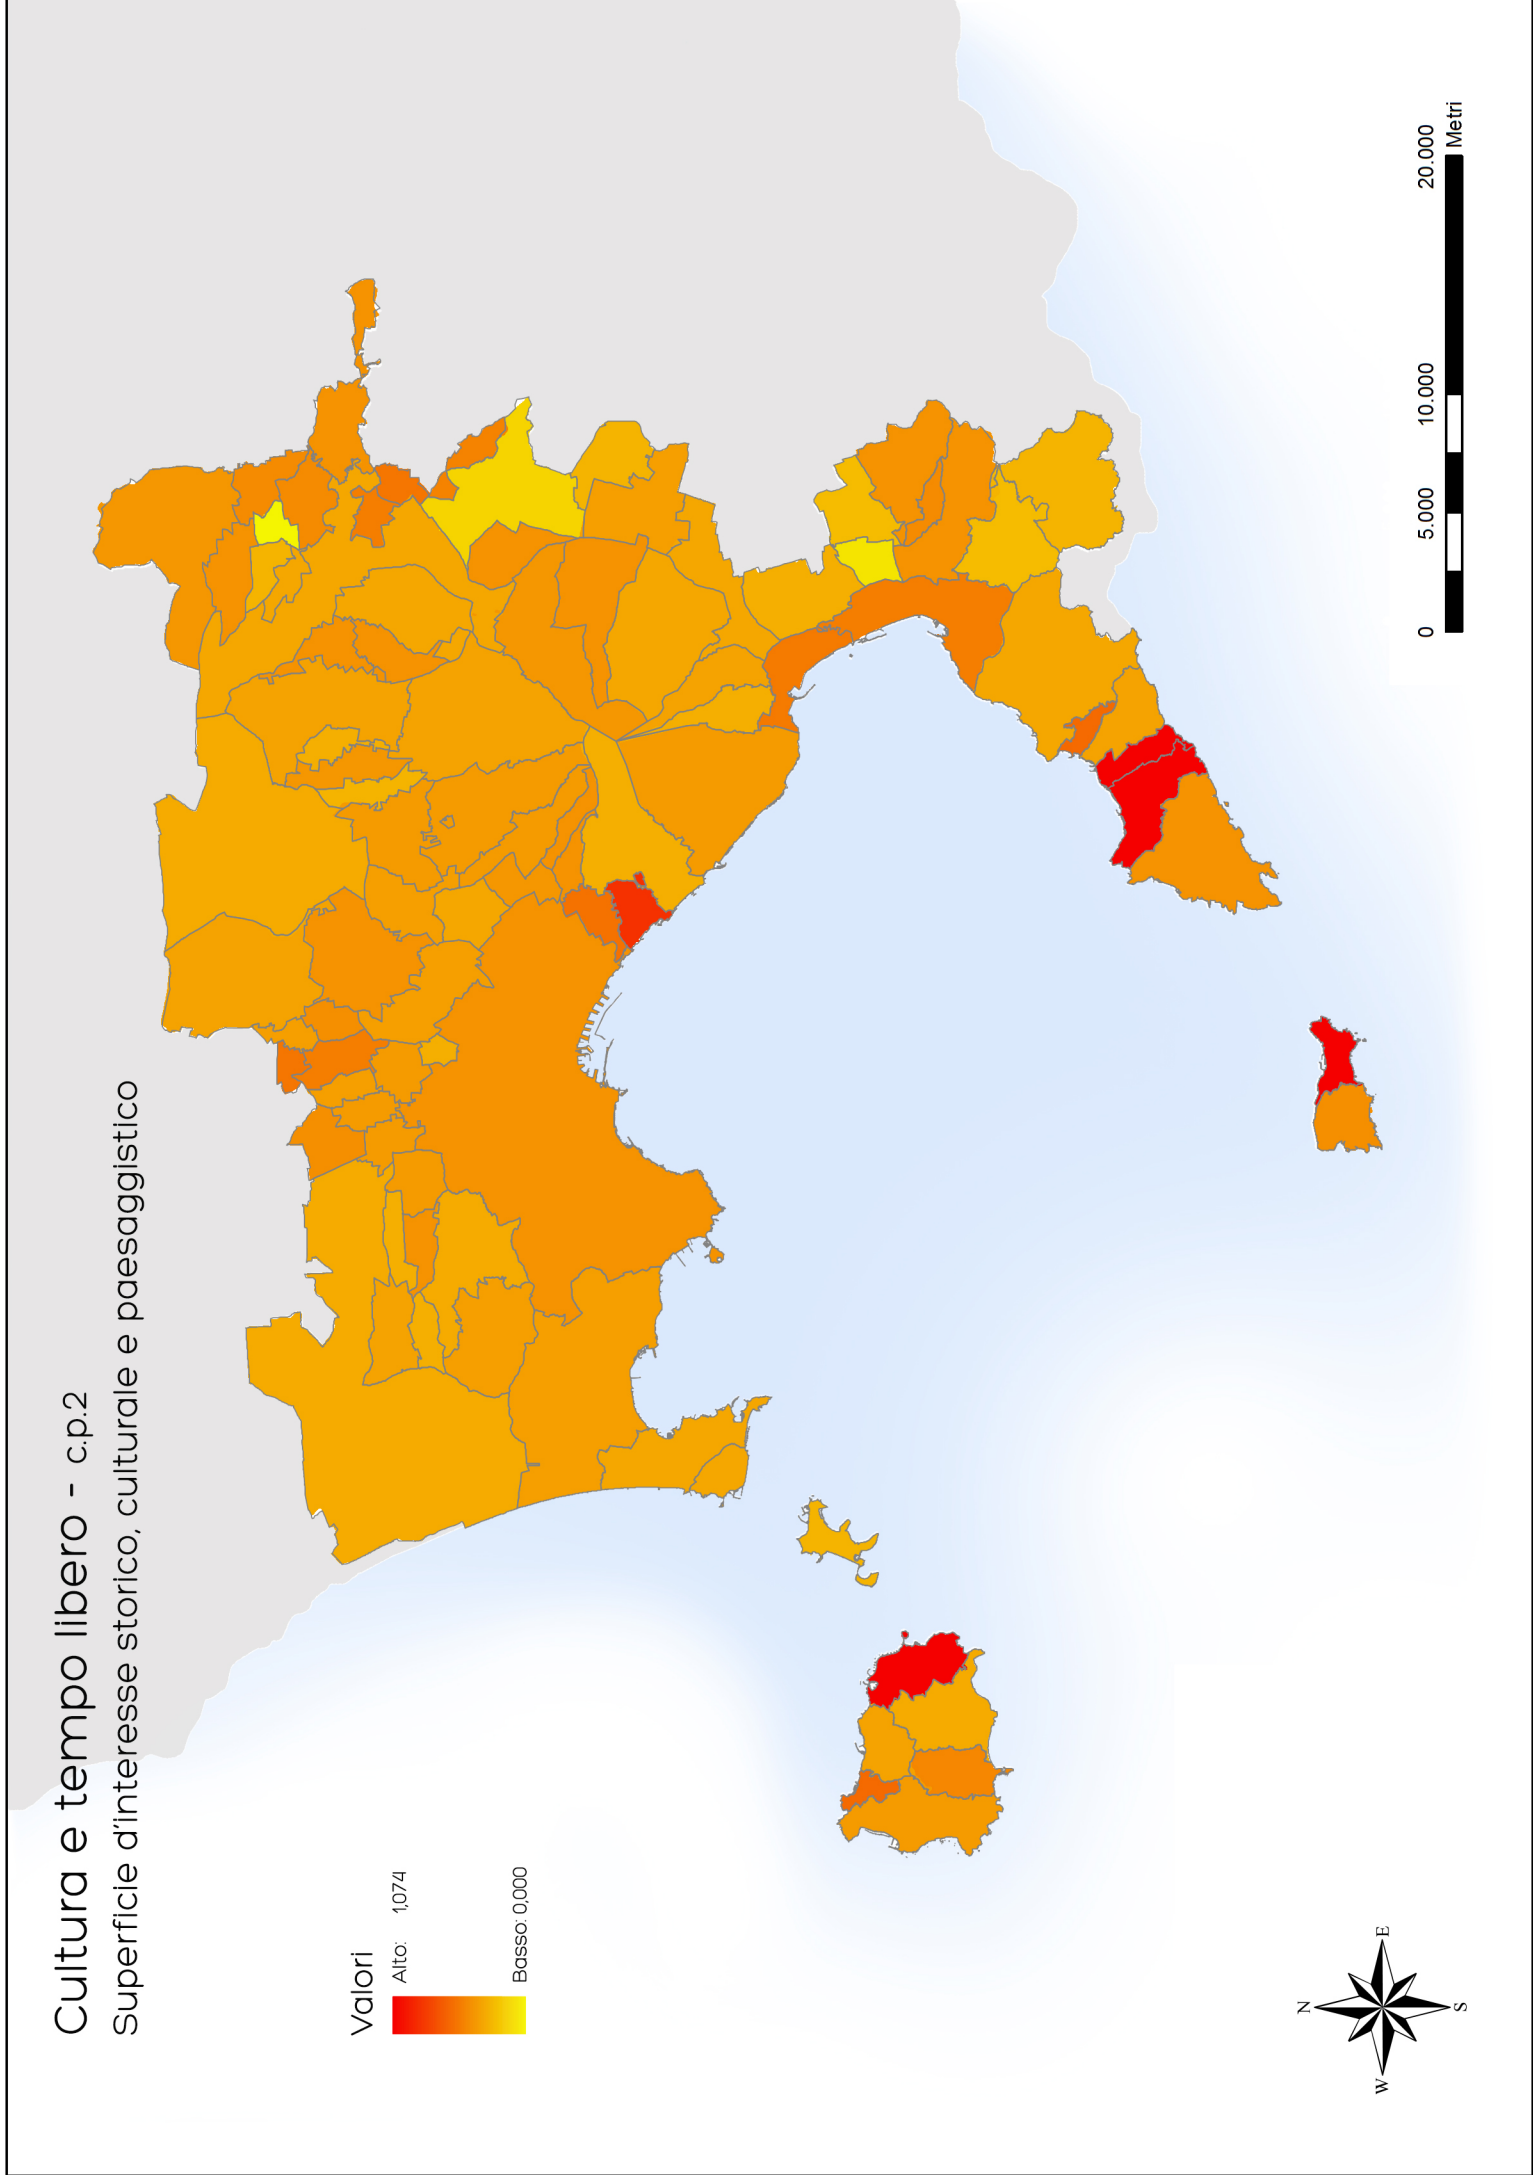 Cultura e tempo libero - c.p.2
Superficie d'interesse storico, culturale e paesaggistico
Valori
Alto: 1,074
Basso: 0,000
N
W E
S
0 5.000 10.000 20.000
Metri